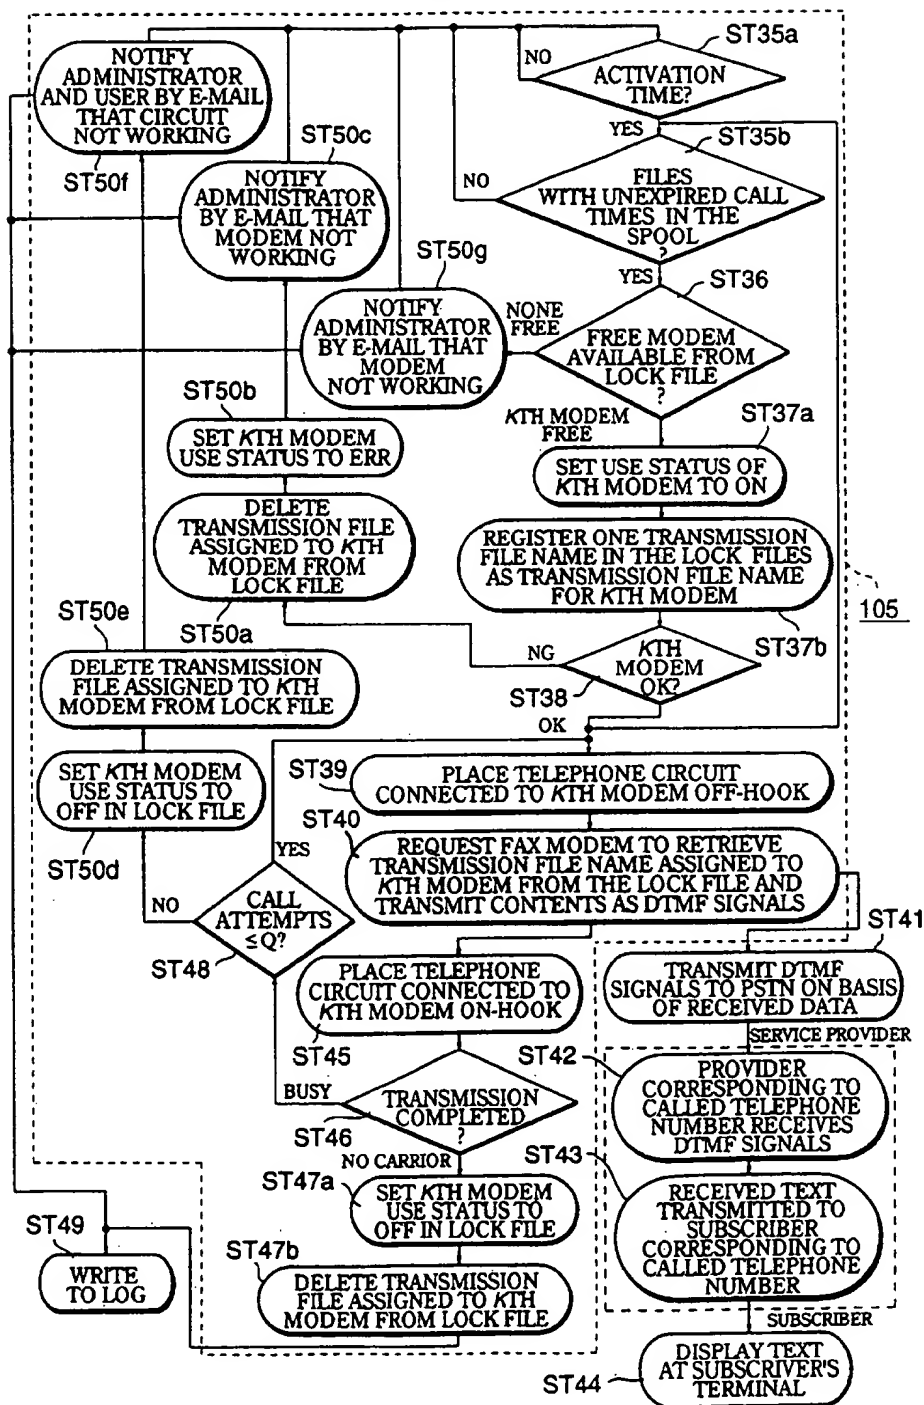 ST35a
NO
ACTIVATION
TIME?
YES
ST35b
NO
FILES
WITH UNEXPIRED CALL
TIMES IN THE
SPOOL
?
YES
ST36
FREE MODEM
AVAILABLE FROM
LOCK FILE
?
NONE
FREE
KTH MODEM
FREE
NOTIFY
ADMINISTRATOR
AND USER BY E-MAIL
THAT CIRCUIT
NOT WORKING
ST50f
ST50c
NOTIFY
ADMINISTRATOR
BY E-MAIL THAT
MODEM NOT
WORKING
ST50g
NOTIFY
ADMINISTRATOR
BY E-MAIL THAT
MODEM
NOT WORKING
ST50b
SET KTH MODEM
USE STATUS TO ERR
DELETE
TRANSMISSION FILE
ASSIGNED TO KTH
MODEM FROM
LOCK FILE
ST50a
ST37a
SET USE STATUS OF
KTH MODEM TO ON
REGISTER ONE TRANSMISSION
FILE NAME IN THE LOCK FILES
AS TRANSMISSION FILE NAME
FOR KTH MODEM
ST37b
105
NG
KTH
MODEM
OK?
ST38
OK
ST50e
DELETE TRANSMISSION
FILE ASSIGNED TO KTH
MODEM FROM LOCK FILE
SET KTH MODEM
USE STATUS TO
OFF IN LOCK FILE
ST50d
ST39
PLACE TELEPHONE CIRCUIT
CONNECTED TO KTH MODEM OFF-HOOK
ST40
REQUEST FAX MODEM TO RETRIEVE
TRANSMISSION FILE NAME ASSIGNED TO
KTH MODEM FROM THE LOCK FILE AND
TRANSMIT CONTENTS AS DTMF SIGNALS
YES
NO
CALL
ATTEMPTS
≤Q?
ST48
PLACE TELEPHONE
CIRCUIT CONNECTED TO
KTH MODEM ON-HOOK
ST45
BUSY
TRANSMISSION
COMPLETED
?
ST46
NO CARRIOR
ST47a
SET KTH MODEM
USE STATUS TO
OFF IN LOCK FILE
ST47b
DELETE TRANSMISSION
FILE ASSIGNED TO KTH
MODEM FROM LOCK FILE
ST49
WRITE
TO LOG
ST41
TRANSMIT DTMF
SIGNALS TO PSTN ON BASIS
OF RECEIVED DATA
SERVICE PROVIDER
ST42
PROVIDER
CORRESPONDING TO
CALLED TELEPHONE
NUMBER RECEIVES
DTMF SIGNALS
ST43
RECEIVED TEXT
TRANSMITTED TO
SUBSCRIBER
CORRESPONDING TO
CALLED TELEPHONE
NUMBER
SUBSCRIBER
DISPLAY TEXT
AT SUBSCRIVER'S
TERMINAL
ST44